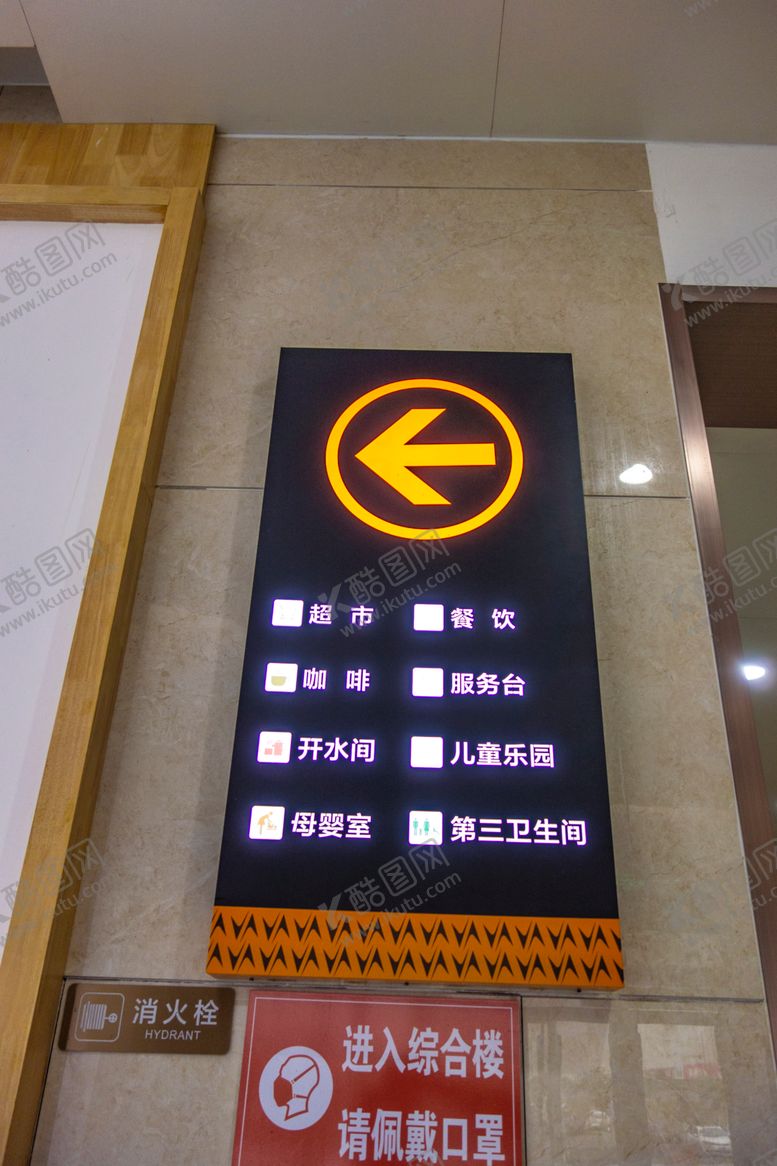 超市 餐饮
咖啡 服务台
开水间 儿童乐园
母婴室 第三卫生间
消火栓
HYDRANT
进入综合楼
请佩戴口罩
酷图网
www.ikutu.com